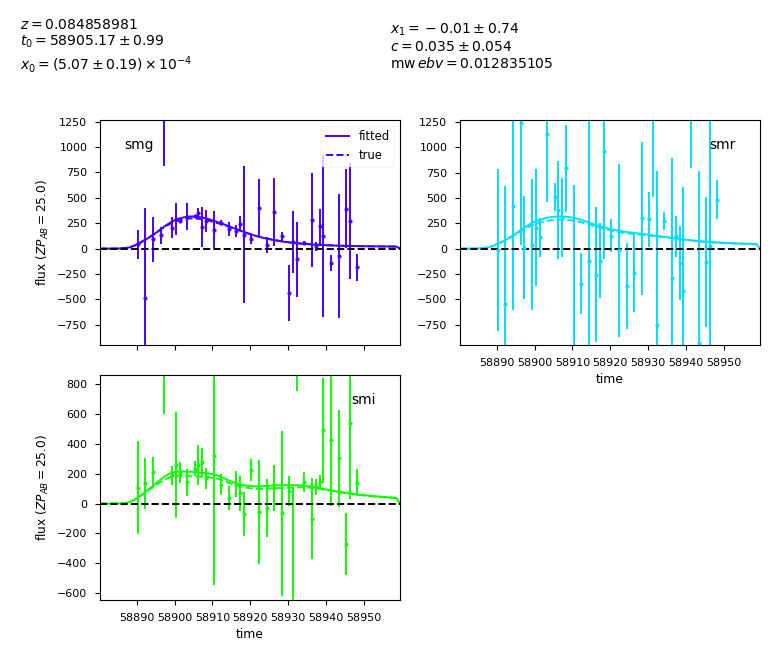 z = 0.084858981
t₀ = 58905.17 ± 0.99
x₀ = (5.07 ± 0.19) × 10⁻⁴
x₁ = −0.01 ± 0.74
c = 0.035 ± 0.054
mw ebv = 0.012835105
1250
1000
750
500
250
0
−250
−500
−750
flux (ZP_AB = 25.0)
smg
fitted
true
1250
1000
750
500
250
0
−250
−500
−750
smr
58890 58900 58910 58920 58930 58940 58950
time
800
600
400
200
0
−200
−400
−600
flux (ZP_AB = 25.0)
smi
58890 58900 58910 58920 58930 58940 58950
time